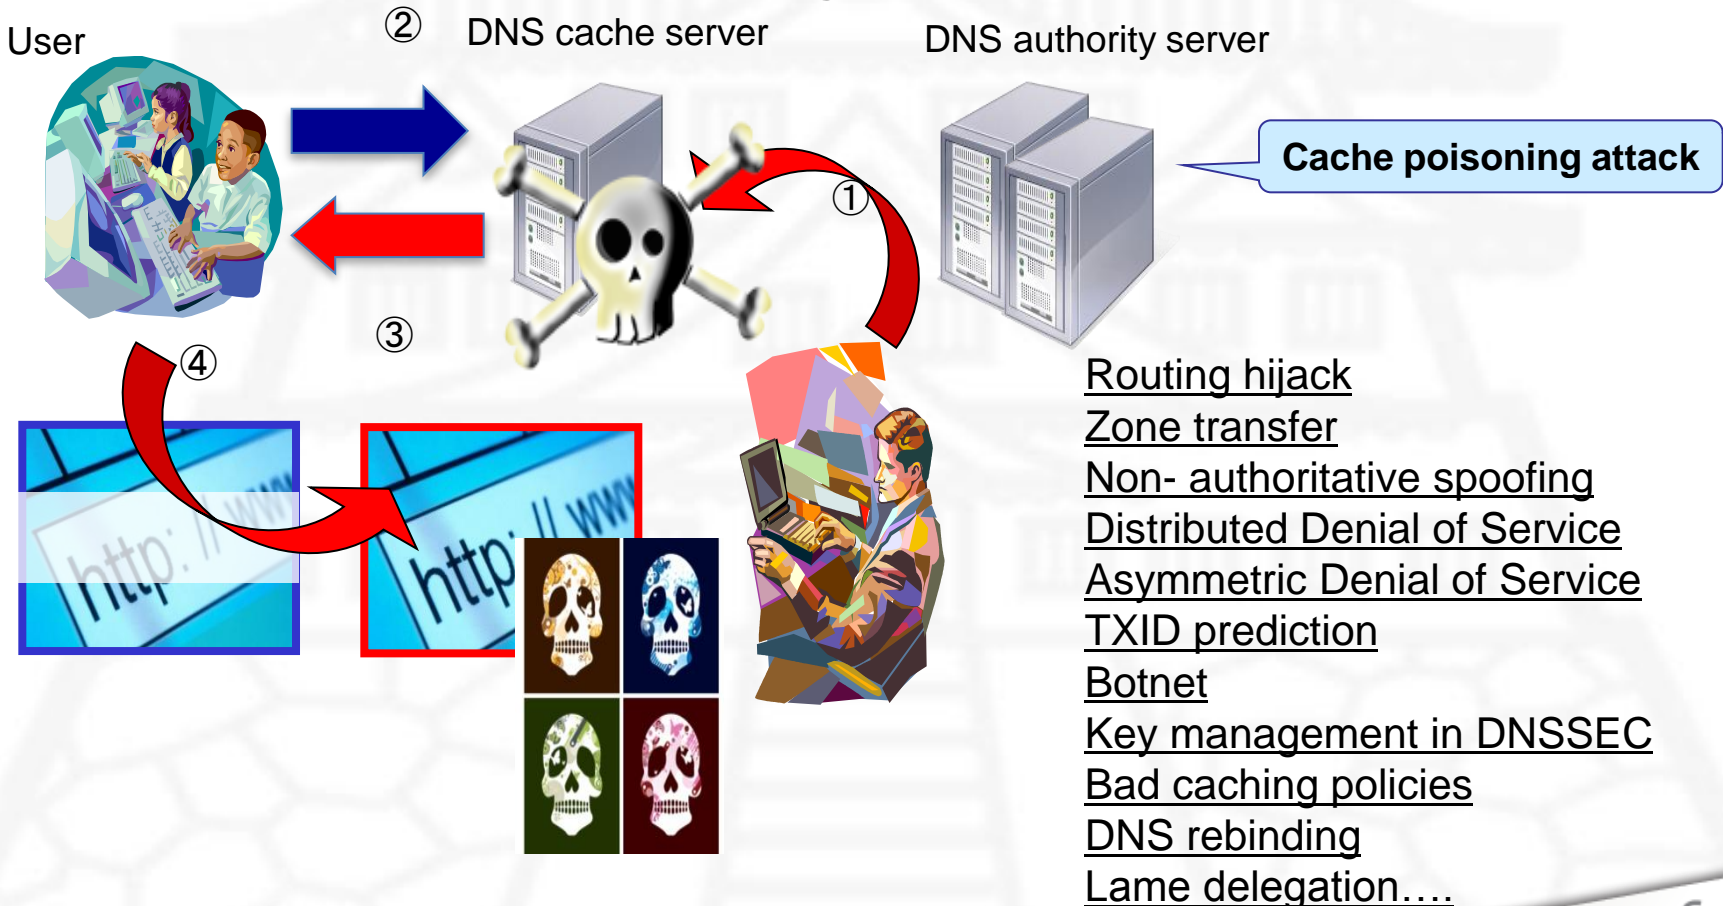 User
②
DNS cache server
DNS authority server
Cache poisoning attack
①
③
④
http: // www
http: // www
Routing hijack
Zone transfer
Non- authoritative spoofing
Distributed Denial of Service
Asymmetric Denial of Service
TXID prediction
Botnet
Key management in DNSSEC
Bad caching policies
DNS rebinding
Lame delegation….